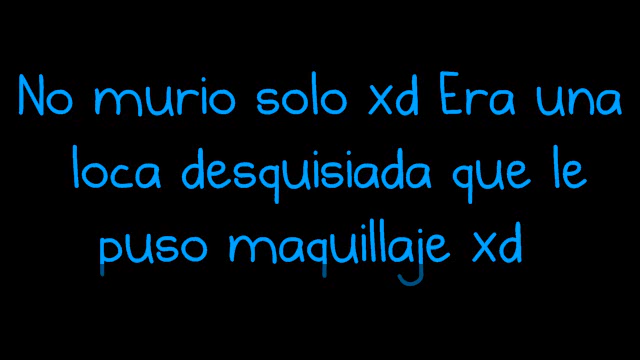 No murio solo xd Era una
loca desquisiada que le
puso maquillaje xd